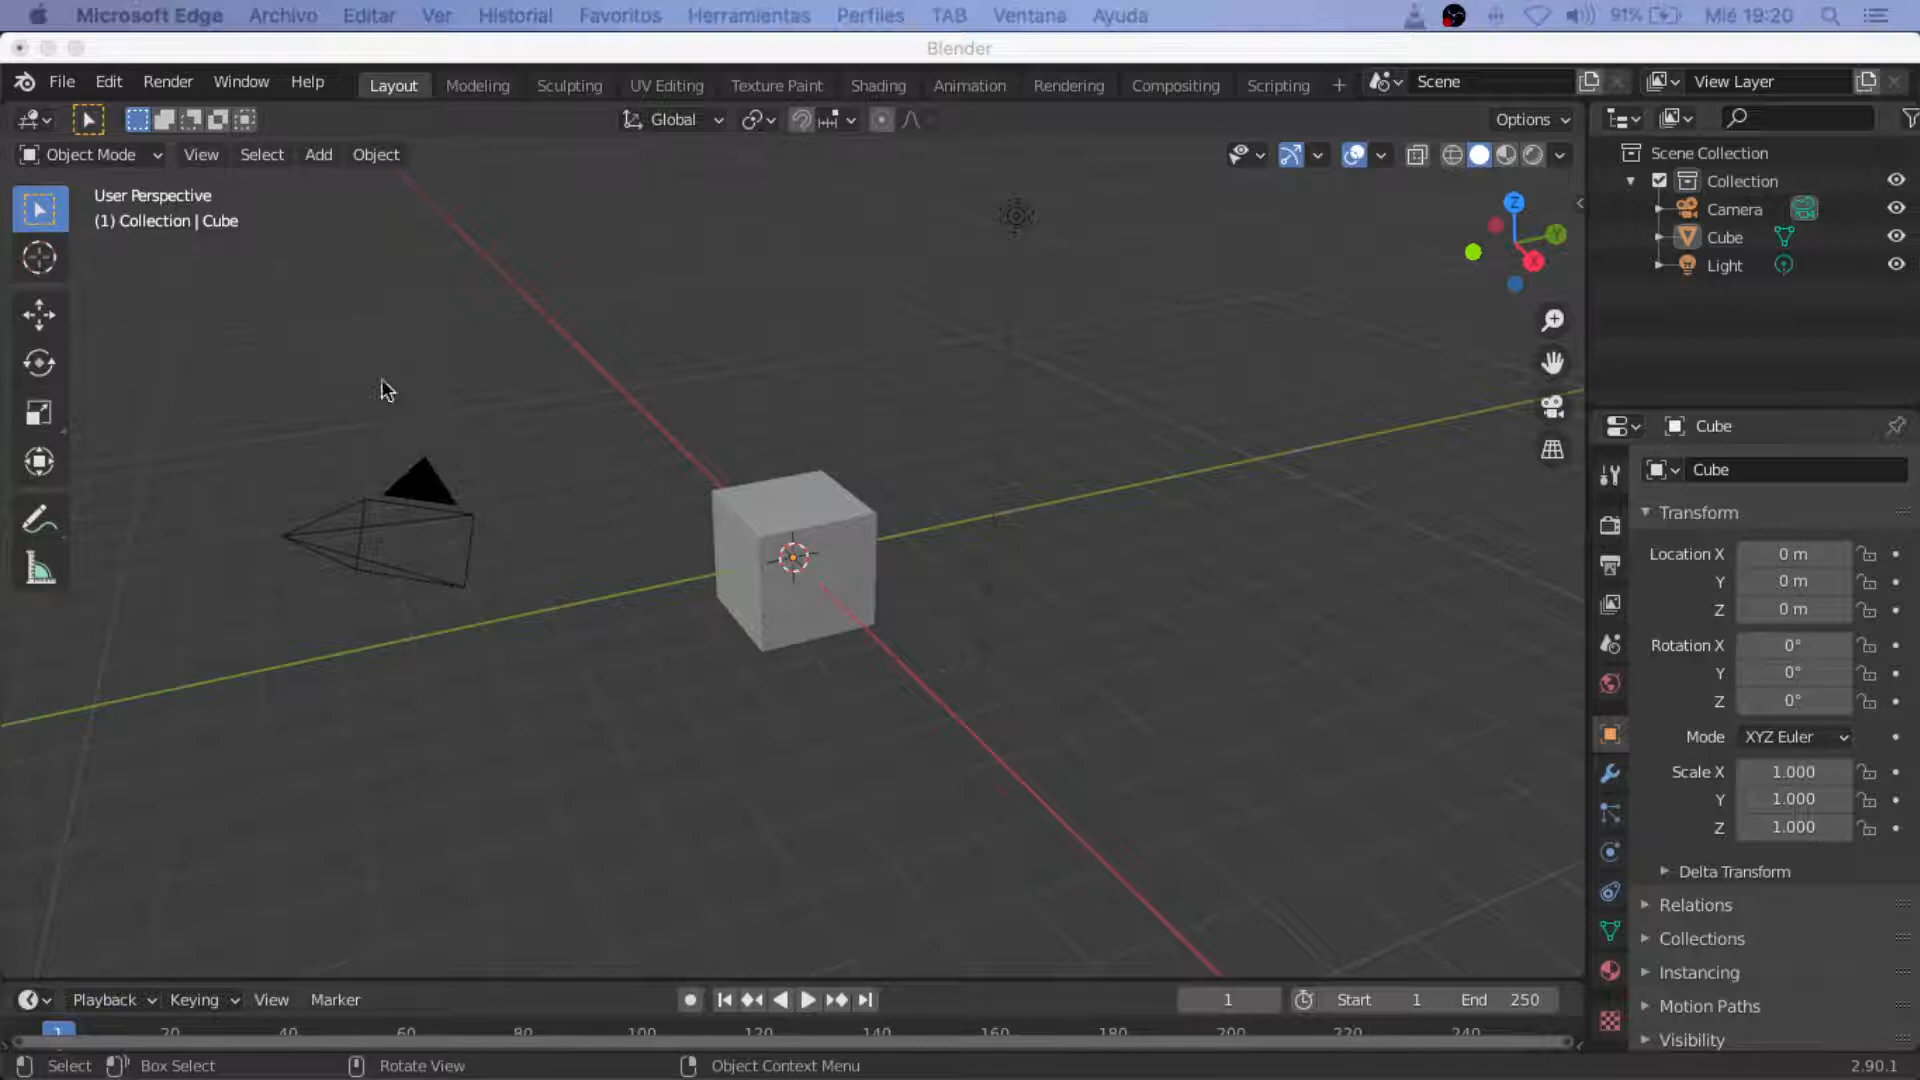 Microsoft Edge Archivo Editar Ver Historial Favoritos Herramientas Perfiles TAB Ventana Ayuda 91% Mié 19:20
Blender
File Edit Render Window Help Layout Modeling Sculpting UV Editing Texture Paint Shading Animation Rendering Compositing Scripting + Scene View Layer
Global Options
Object Mode View Select Add Object
User Perspective
(1) Collection | Cube
Z
Y
X
Scene Collection
Collection
Camera
Cube
Light
Cube
Cube
Transform
Location X 0 m
Y 0 m
Z 0 m
Rotation X 0°
Y 0°
Z 0°
Mode XYZ Euler
Scale X 1.000
Y 1.000
Z 1.000
Delta Transform
Relations
Collections
Instancing
Motion Paths
Visibility
Playback Keying View Marker 1 Start 1 End 250
1 20 40 60 80 100 120 140 160 180 200 220 240
Select Box Select Rotate View Object Context Menu 2.90.1